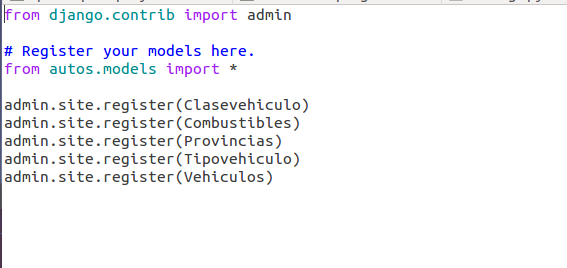 from django.contrib import admin
# Register your models here.
from autos.models import *
admin.site.register(Clasevehiculo)
admin.site.register(Combustibles)
admin.site.register(Provincias)
admin.site.register(Tipovehiculo)
admin.site.register(Vehiculos)